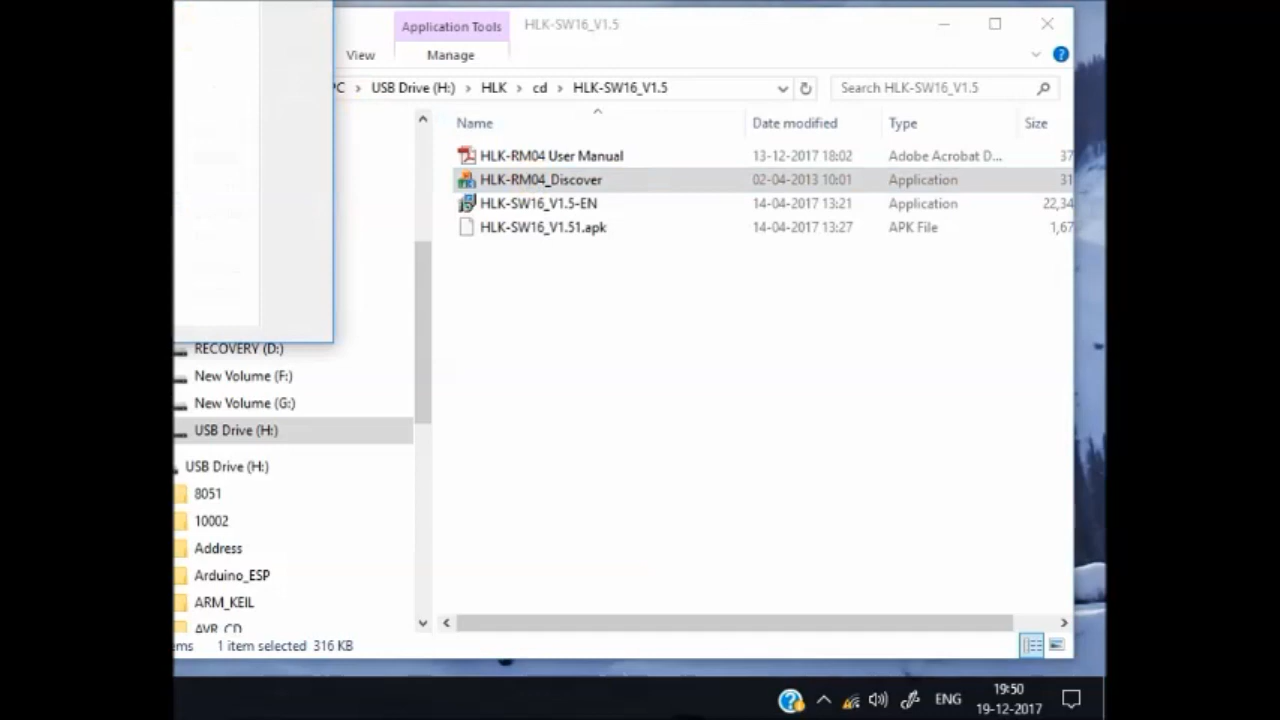 Application Tools HLK-SW16_V1.5
View Manage
PC > USB Drive (H:) > HLK > cd > HLK-SW16_V1.5 Search HLK-SW16_V1.5
Name Date modified Type Size
HLK-RM04 User Manual 13-12-2017 18:02 Adobe Acrobat D... 37
HLK-RM04_Discover 02-04-2013 10:01 Application 31
HLK-SW16_V1.5-EN 14-04-2017 13:21 Application 22,34
HLK-SW16_V1.51.apk 14-04-2017 13:27 APK File 1,67
RECOVERY (D:)
New Volume (F:)
New Volume (G:)
USB Drive (H:)
USB Drive (H:)
8051
10002
Address
Arduino_ESP
ARM_KEIL
AVR_CD
ems 1 item selected 316 KB
ENG 19:50
19-12-2017